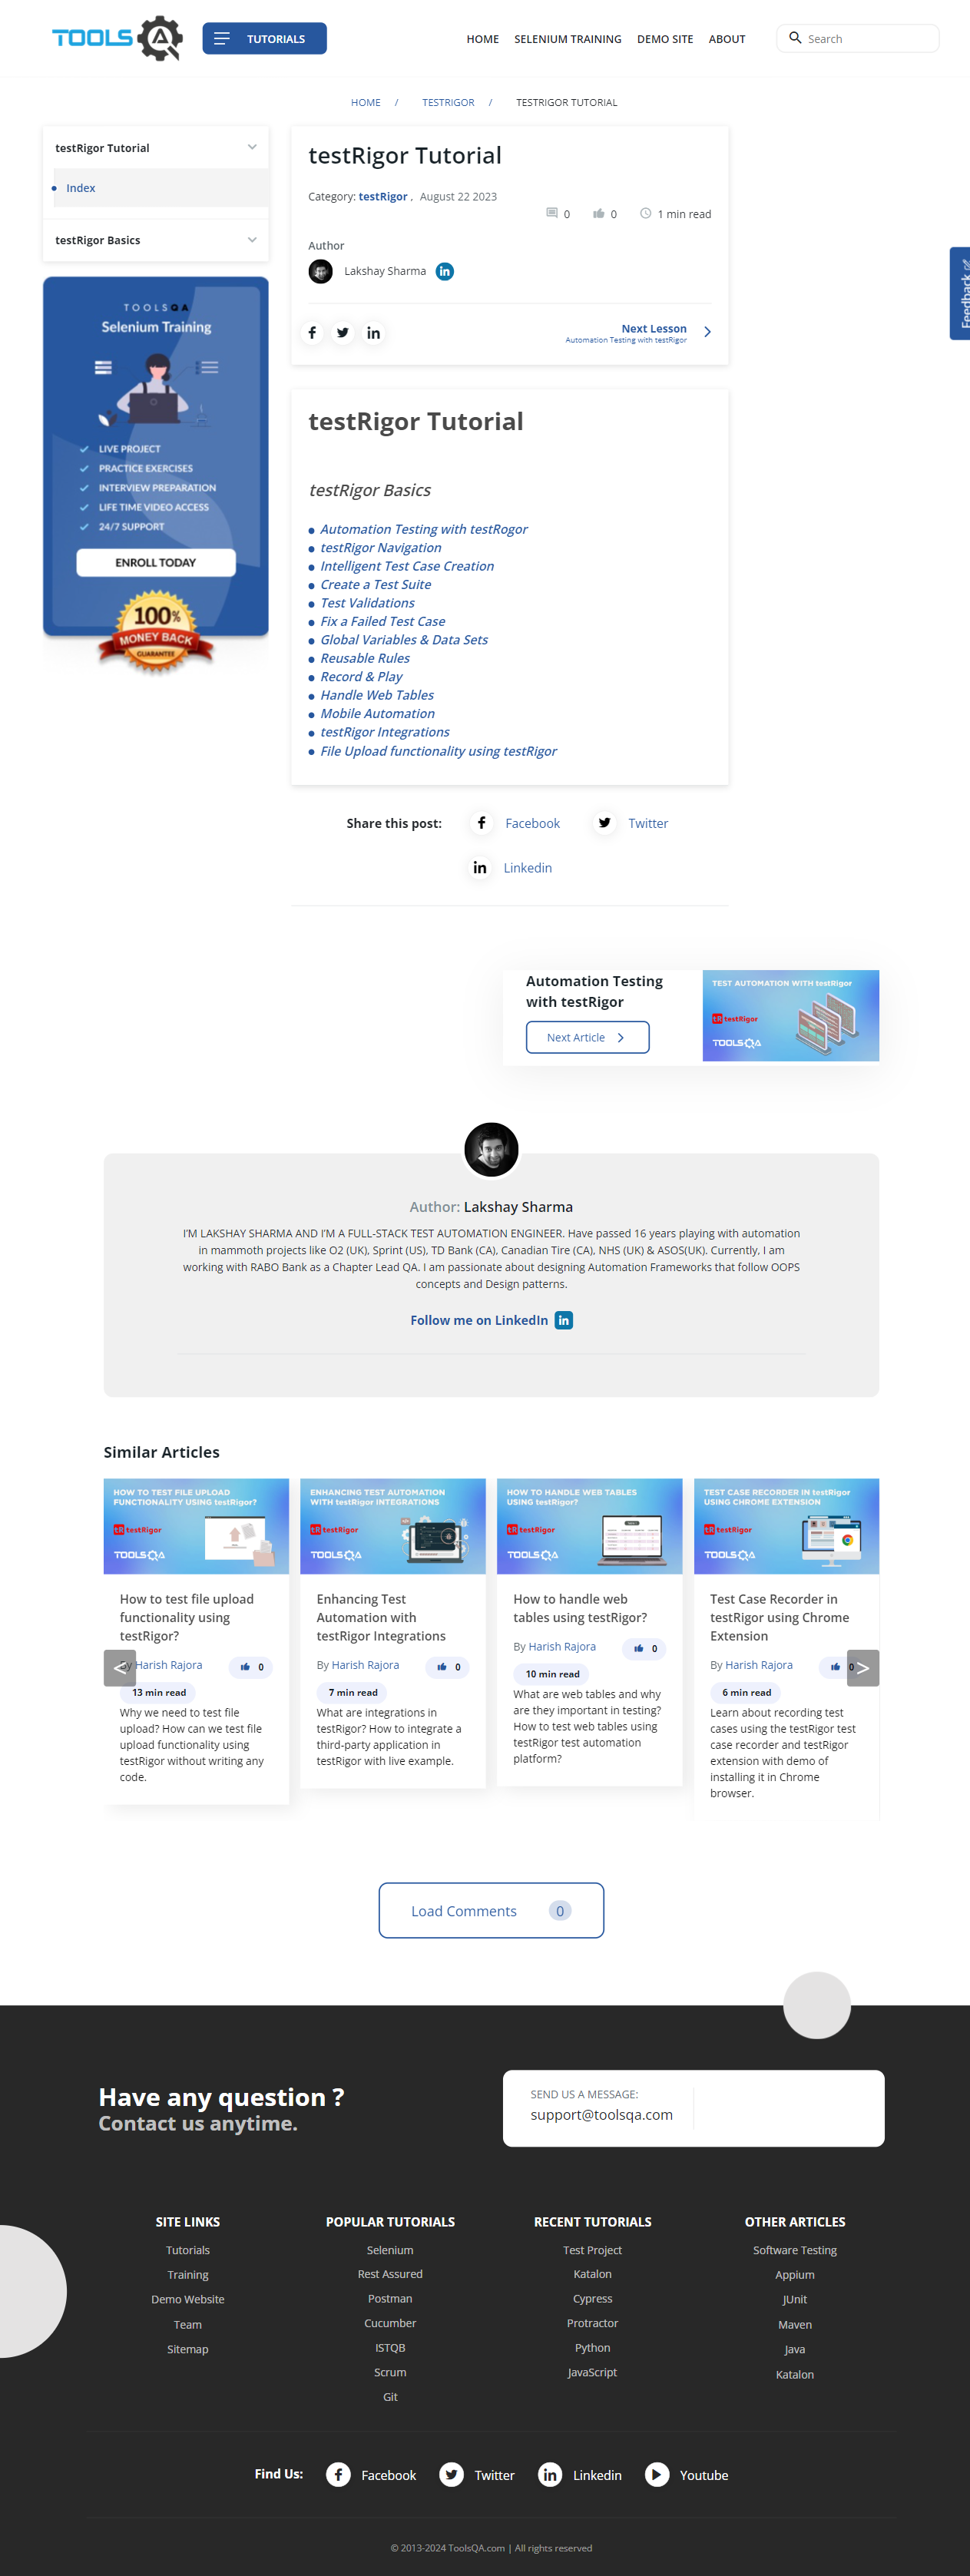 TOOLS QA
TUTORIALS
HOME
SELENIUM TRAINING
DEMO SITE
ABOUT
Search
HOME / TESTRIGOR / TESTRIGOR TUTORIAL
testRigor Tutorial
Index
testRigor Basics
TOOLSQA
Selenium Training
LIVE PROJECT
PRACTICE EXERCISES
INTERVIEW PREPARATION
LIFE TIME VIDEO ACCESS
24/7 SUPPORT
ENROLL TODAY
100%
MONEY BACK
GUARANTEE
testRigor Tutorial
Category: testRigor , August 22 2023
0 0 1 min read
Author
Lakshay Sharma
Next Lesson
Automation Testing with testRigor
Feedback
testRigor Tutorial
testRigor Basics
Automation Testing with testRogor
testRigor Navigation
Intelligent Test Case Creation
Create a Test Suite
Test Validations
Fix a Failed Test Case
Global Variables & Data Sets
Reusable Rules
Record & Play
Handle Web Tables
Mobile Automation
testRigor Integrations
File Upload functionality using testRigor
Share this post:
Facebook
Twitter
Linkedin
Automation Testing
with testRigor
Next Article
TEST AUTOMATION WITH testRigor
tR testRigor
TOOLSQA
Author: Lakshay Sharma
I'M LAKSHAY SHARMA AND I'M A FULL-STACK TEST AUTOMATION ENGINEER. Have passed 16 years playing with automation
in mammoth projects like O2 (UK), Sprint (US), TD Bank (CA), Canadian Tire (CA), NHS (UK) & ASOS(UK). Currently, I am
working with RABO Bank as a Chapter Lead QA. I am passionate about designing Automation Frameworks that follow OOPS
concepts and Design patterns.
Follow me on LinkedIn
Similar Articles
HOW TO TEST FILE UPLOAD
FUNCTIONALITY USING testRigor?
tR testRigor
TOOLSQA
How to test file upload
functionality using
testRigor?
By Harish Rajora
0
13 min read
Why we need to test file
upload? How can we test file
upload functionality using
testRigor without writing any
code.
ENHANCING TEST AUTOMATION
WITH testRigor INTEGRATIONS
tR testRigor
TOOLSQA
Enhancing Test
Automation with
testRigor Integrations
By Harish Rajora
0
7 min read
What are integrations in
testRigor? How to integrate a
third-party application in
testRigor with live example.
HOW TO HANDLE WEB TABLES
USING testRigor?
tR testRigor
TOOLSQA
How to handle web
tables using testRigor?
By Harish Rajora
0
10 min read
What are web tables and why
are they important in testing?
How to test web tables using
testRigor test automation
platform?
TEST CASE RECORDER IN testRigor
USING CHROME EXTENSION
tR testRigor
TOOLSQA
Test Case Recorder in
testRigor using Chrome
Extension
By Harish Rajora
0
6 min read
Learn about recording test
cases using the testRigor test
case recorder and testRigor
extension with demo of
installing it in Chrome
browser.
<
>
Load Comments 0
Have any question ?
Contact us anytime.
SEND US A MESSAGE:
support@toolsqa.com
SITE LINKS
Tutorials
Training
Demo Website
Team
Sitemap
POPULAR TUTORIALS
Selenium
Rest Assured
Postman
Cucumber
ISTQB
Scrum
Git
RECENT TUTORIALS
Test Project
Katalon
Cypress
Protractor
Python
JavaScript
OTHER ARTICLES
Software Testing
Appium
JUnit
Maven
Java
Katalon
Find Us:
Facebook
Twitter
Linkedin
Youtube
© 2013-2024 ToolsQA.com | All rights reserved